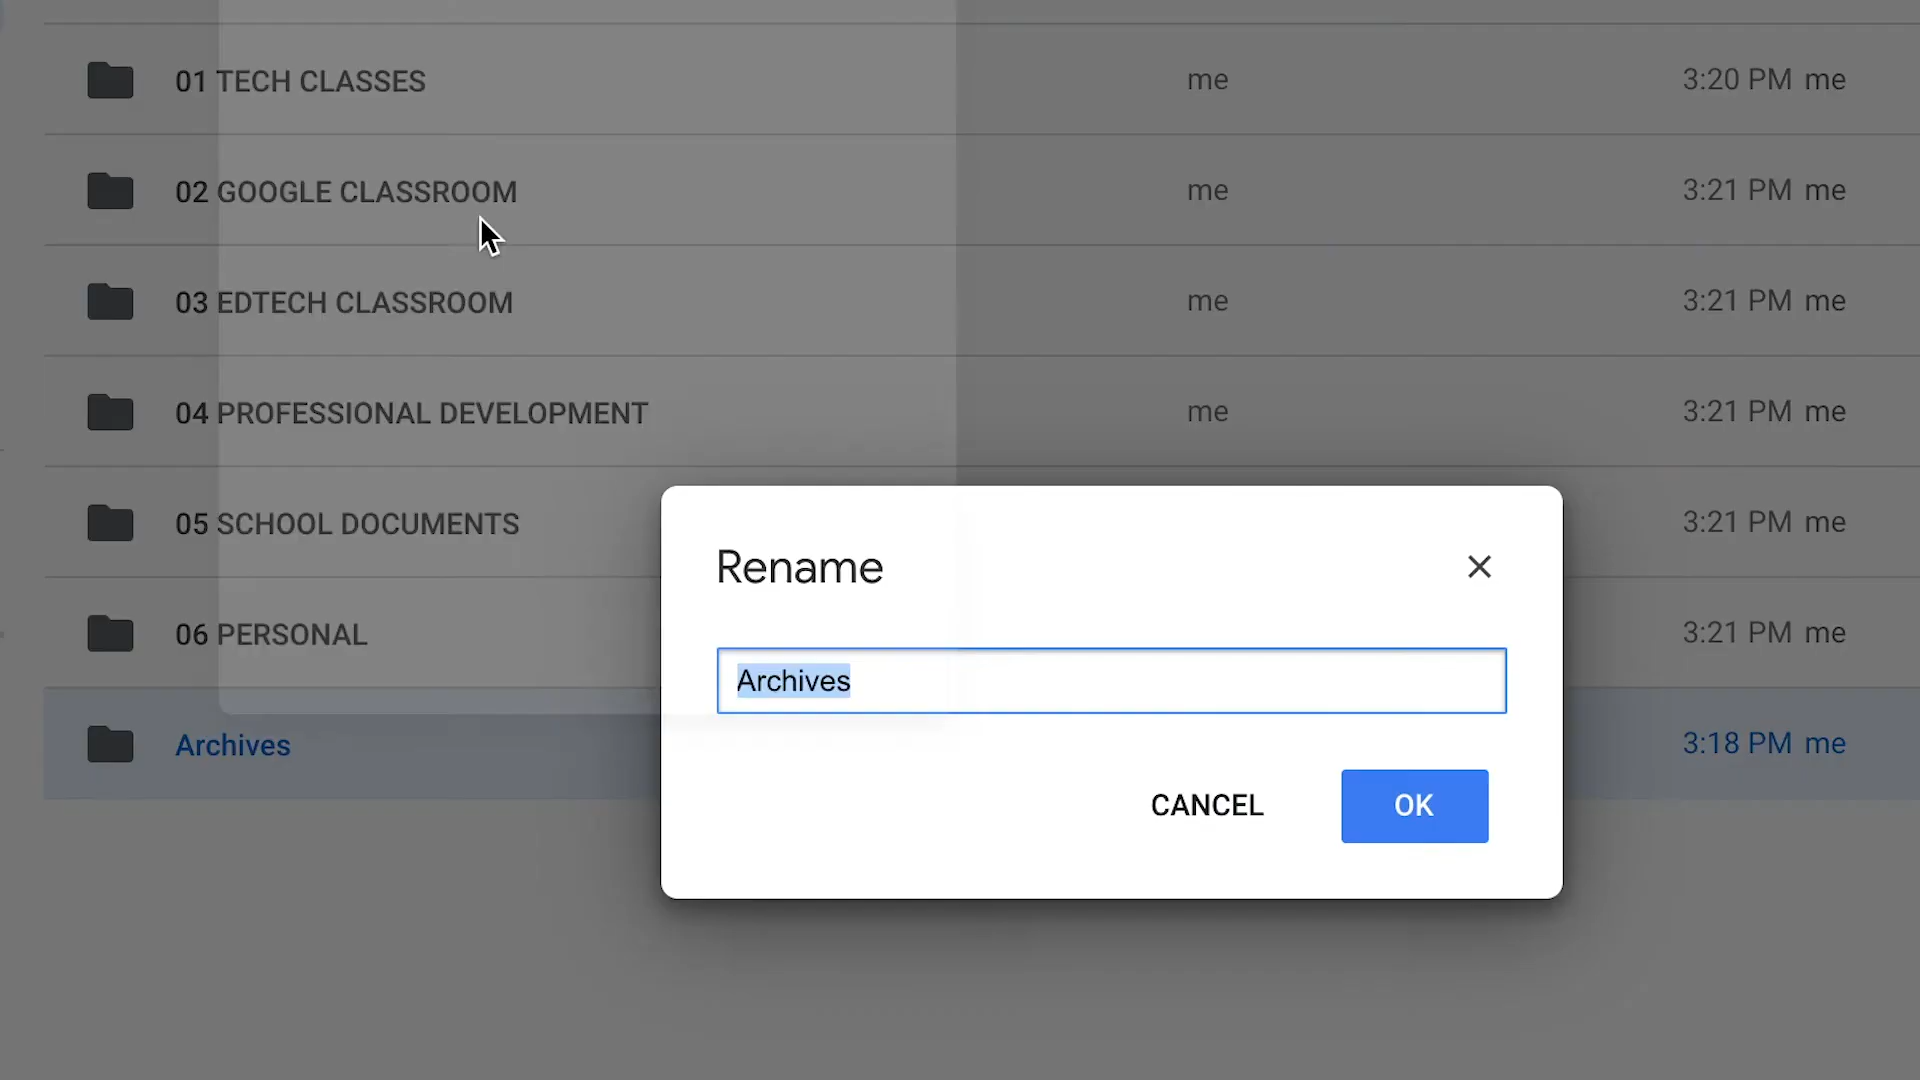 01 TECH CLASSES me 3:20 PM me
02 GOOGLE CLASSROOM me 3:21 PM me
03 EDTECH CLASSROOM me 3:21 PM me
04 PROFESSIONAL DEVELOPMENT me 3:21 PM me
05 SCHOOL DOCUMENTS 3:21 PM me
06 PERSONAL 3:21 PM me
Archives 3:18 PM me
Rename
Archives
CANCEL OK